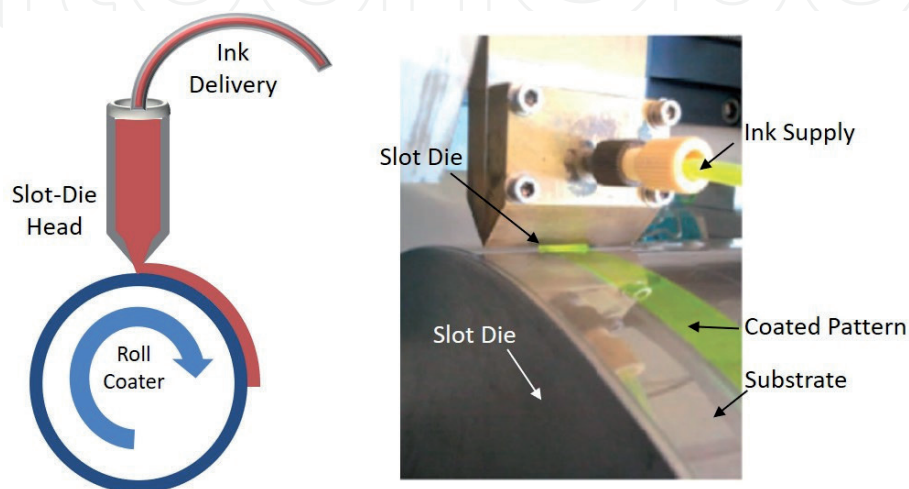 Ink
Delivery
Slot-Die
Head
Roll
Coater
Slot Die
Ink Supply
Slot Die
Coated Pattern
Substrate